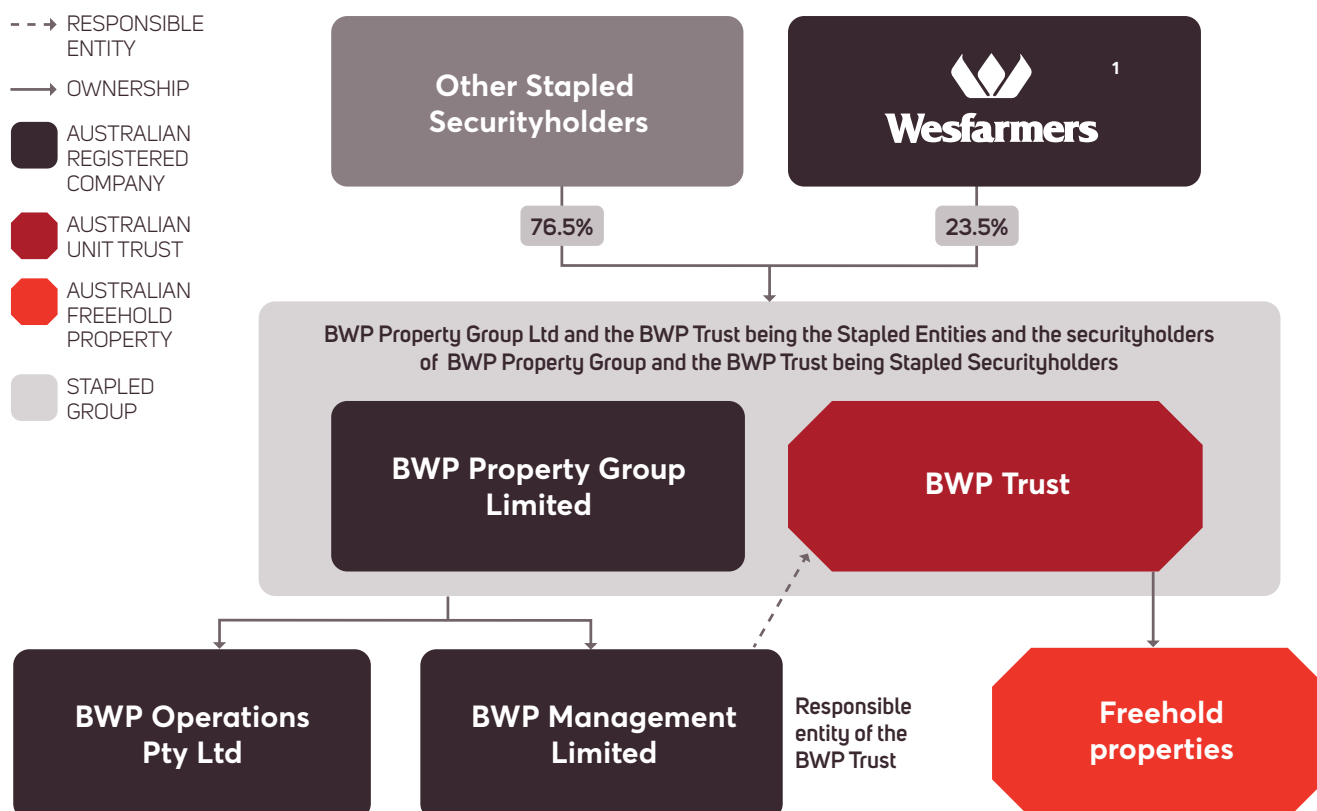 RESPONSIBLE
ENTITY
OWNERSHIP
AUSTRALIAN
REGISTERED
COMPANY
AUSTRALIAN
UNIT TRUST
AUSTRALIAN
FREEHOLD
PROPERTY
STAPLED
GROUP
Other Stapled
Securityholders
1
Wesfarmers
76.5%
23.5%
BWP Property Group Ltd and the BWP Trust being the Stapled Entities and the securityholders
of BWP Property Group and the BWP Trust being Stapled Securityholders
BWP Property Group
Limited
BWP Trust
BWP Operations
Pty Ltd
BWP Management
Limited
Responsible
entity of the
BWP Trust
Freehold
properties